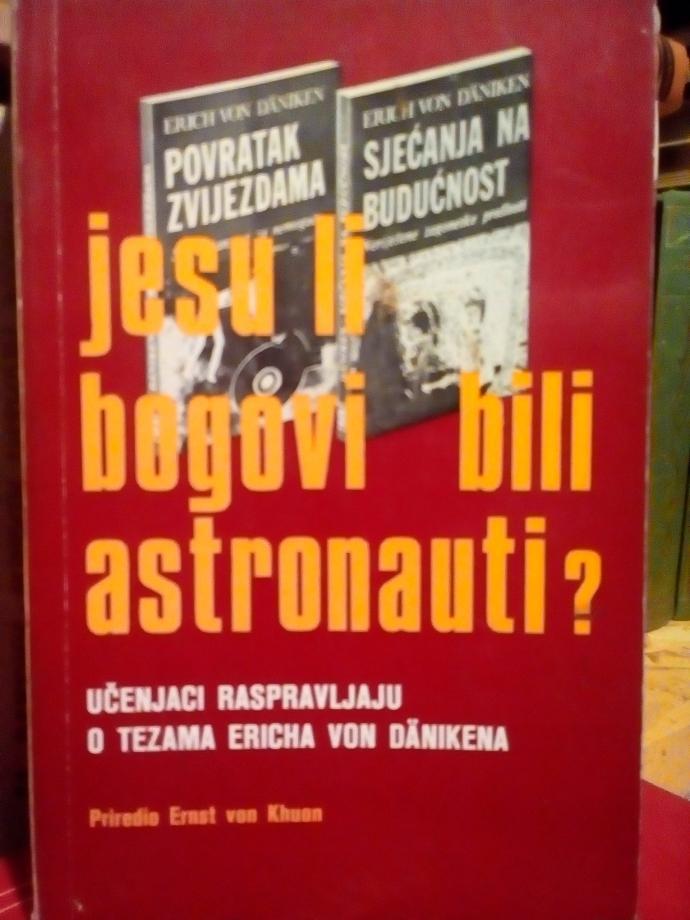 ERICH VON DÄNIKEN
POVRATAK
ZVIJEZDAMA
ERICH VON DÄNIKEN
SJEĆANJA NA
BUDUĆNOST
jesu li
bogovi bili
astronauti?
UČENJACI RASPRAVLJAJU
O TEZAMA ERICHA VON DÄNIKENA
Priredio Ernst von Khuon